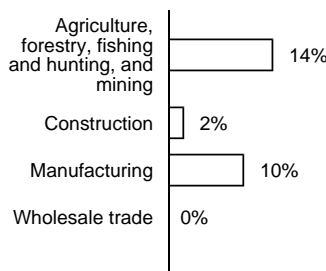 Agriculture,
forestry, fishing
and hunting, and
mining
14%
Construction
2%
Manufacturing
10%
Wholesale trade
0%